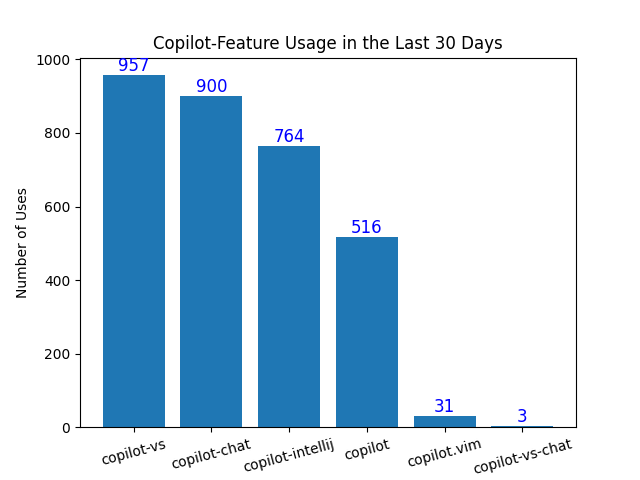 Copilot-Feature Usage in the Last 30 Days
Number of Uses
1000
800
600
400
200
0
957
900
764
516
31
3
copilot-vs
copilot-chat
copilot-intellij
copilot
copilot.vim
copilot-vs-chat